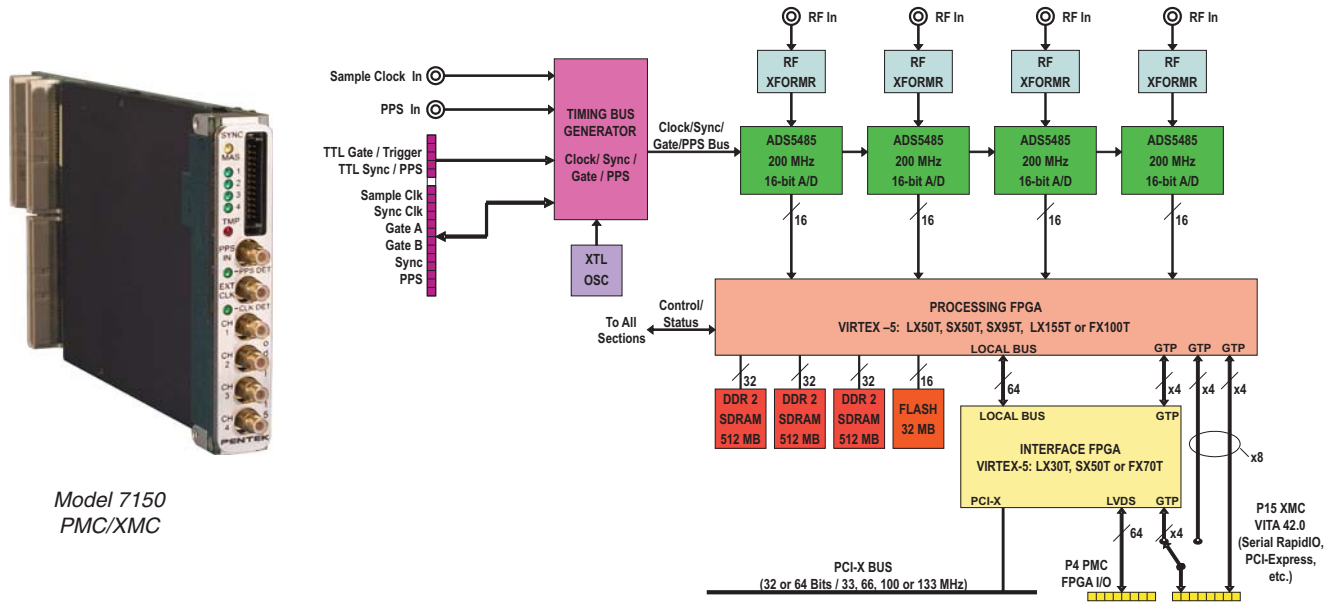 SYNC
MAS
1
2
3
4
TMP
PPS
IN
PPS DET
EXT
CLK
CLK DET
CH
1
CH
2
CH
3
CH
4
PENTEK
Model 7150
PMC/XMC
Sample Clock In
PPS In
TTL Gate / Trigger
TTL Sync / PPS
Sample Clk
Sync Clk
Gate A
Gate B
Sync
PPS
TIMING BUS
GENERATOR
Clock/ Sync /
Gate / PPS
XTL
OSC
Clock/Sync/
Gate/PPS Bus
RF In
RF In
RF In
RF In
RF
XFORMR
RF
XFORMR
RF
XFORMR
RF
XFORMR
ADS5485
200 MHz
16-bit A/D
ADS5485
200 MHz
16-bit A/D
ADS5485
200 MHz
16-bit A/D
ADS5485
200 MHz
16-bit A/D
16
16
16
16
To All
Sections
Control/
Status
PROCESSING FPGA
VIRTEX –5: LX50T, SX50T, SX95T, LX155T or FX100T
LOCAL BUS
GTP
GTP
GTP
32
32
32
16
64
x4
x4
x4
DDR 2
SDRAM
512 MB
DDR 2
SDRAM
512 MB
DDR 2
SDRAM
512 MB
FLASH
32 MB
LOCAL BUS
GTP
INTERFACE FPGA
VIRTEX-5: LX30T, SX50T or FX70T
PCI-X
LVDS
GTP
x8
64
x4
P15 XMC
VITA 42.0
(Serial RapidIO,
PCI-Express,
etc.)
P4 PMC
FPGA I/O
PCI-X BUS
(32 or 64 Bits / 33, 66, 100 or 133 MHz)